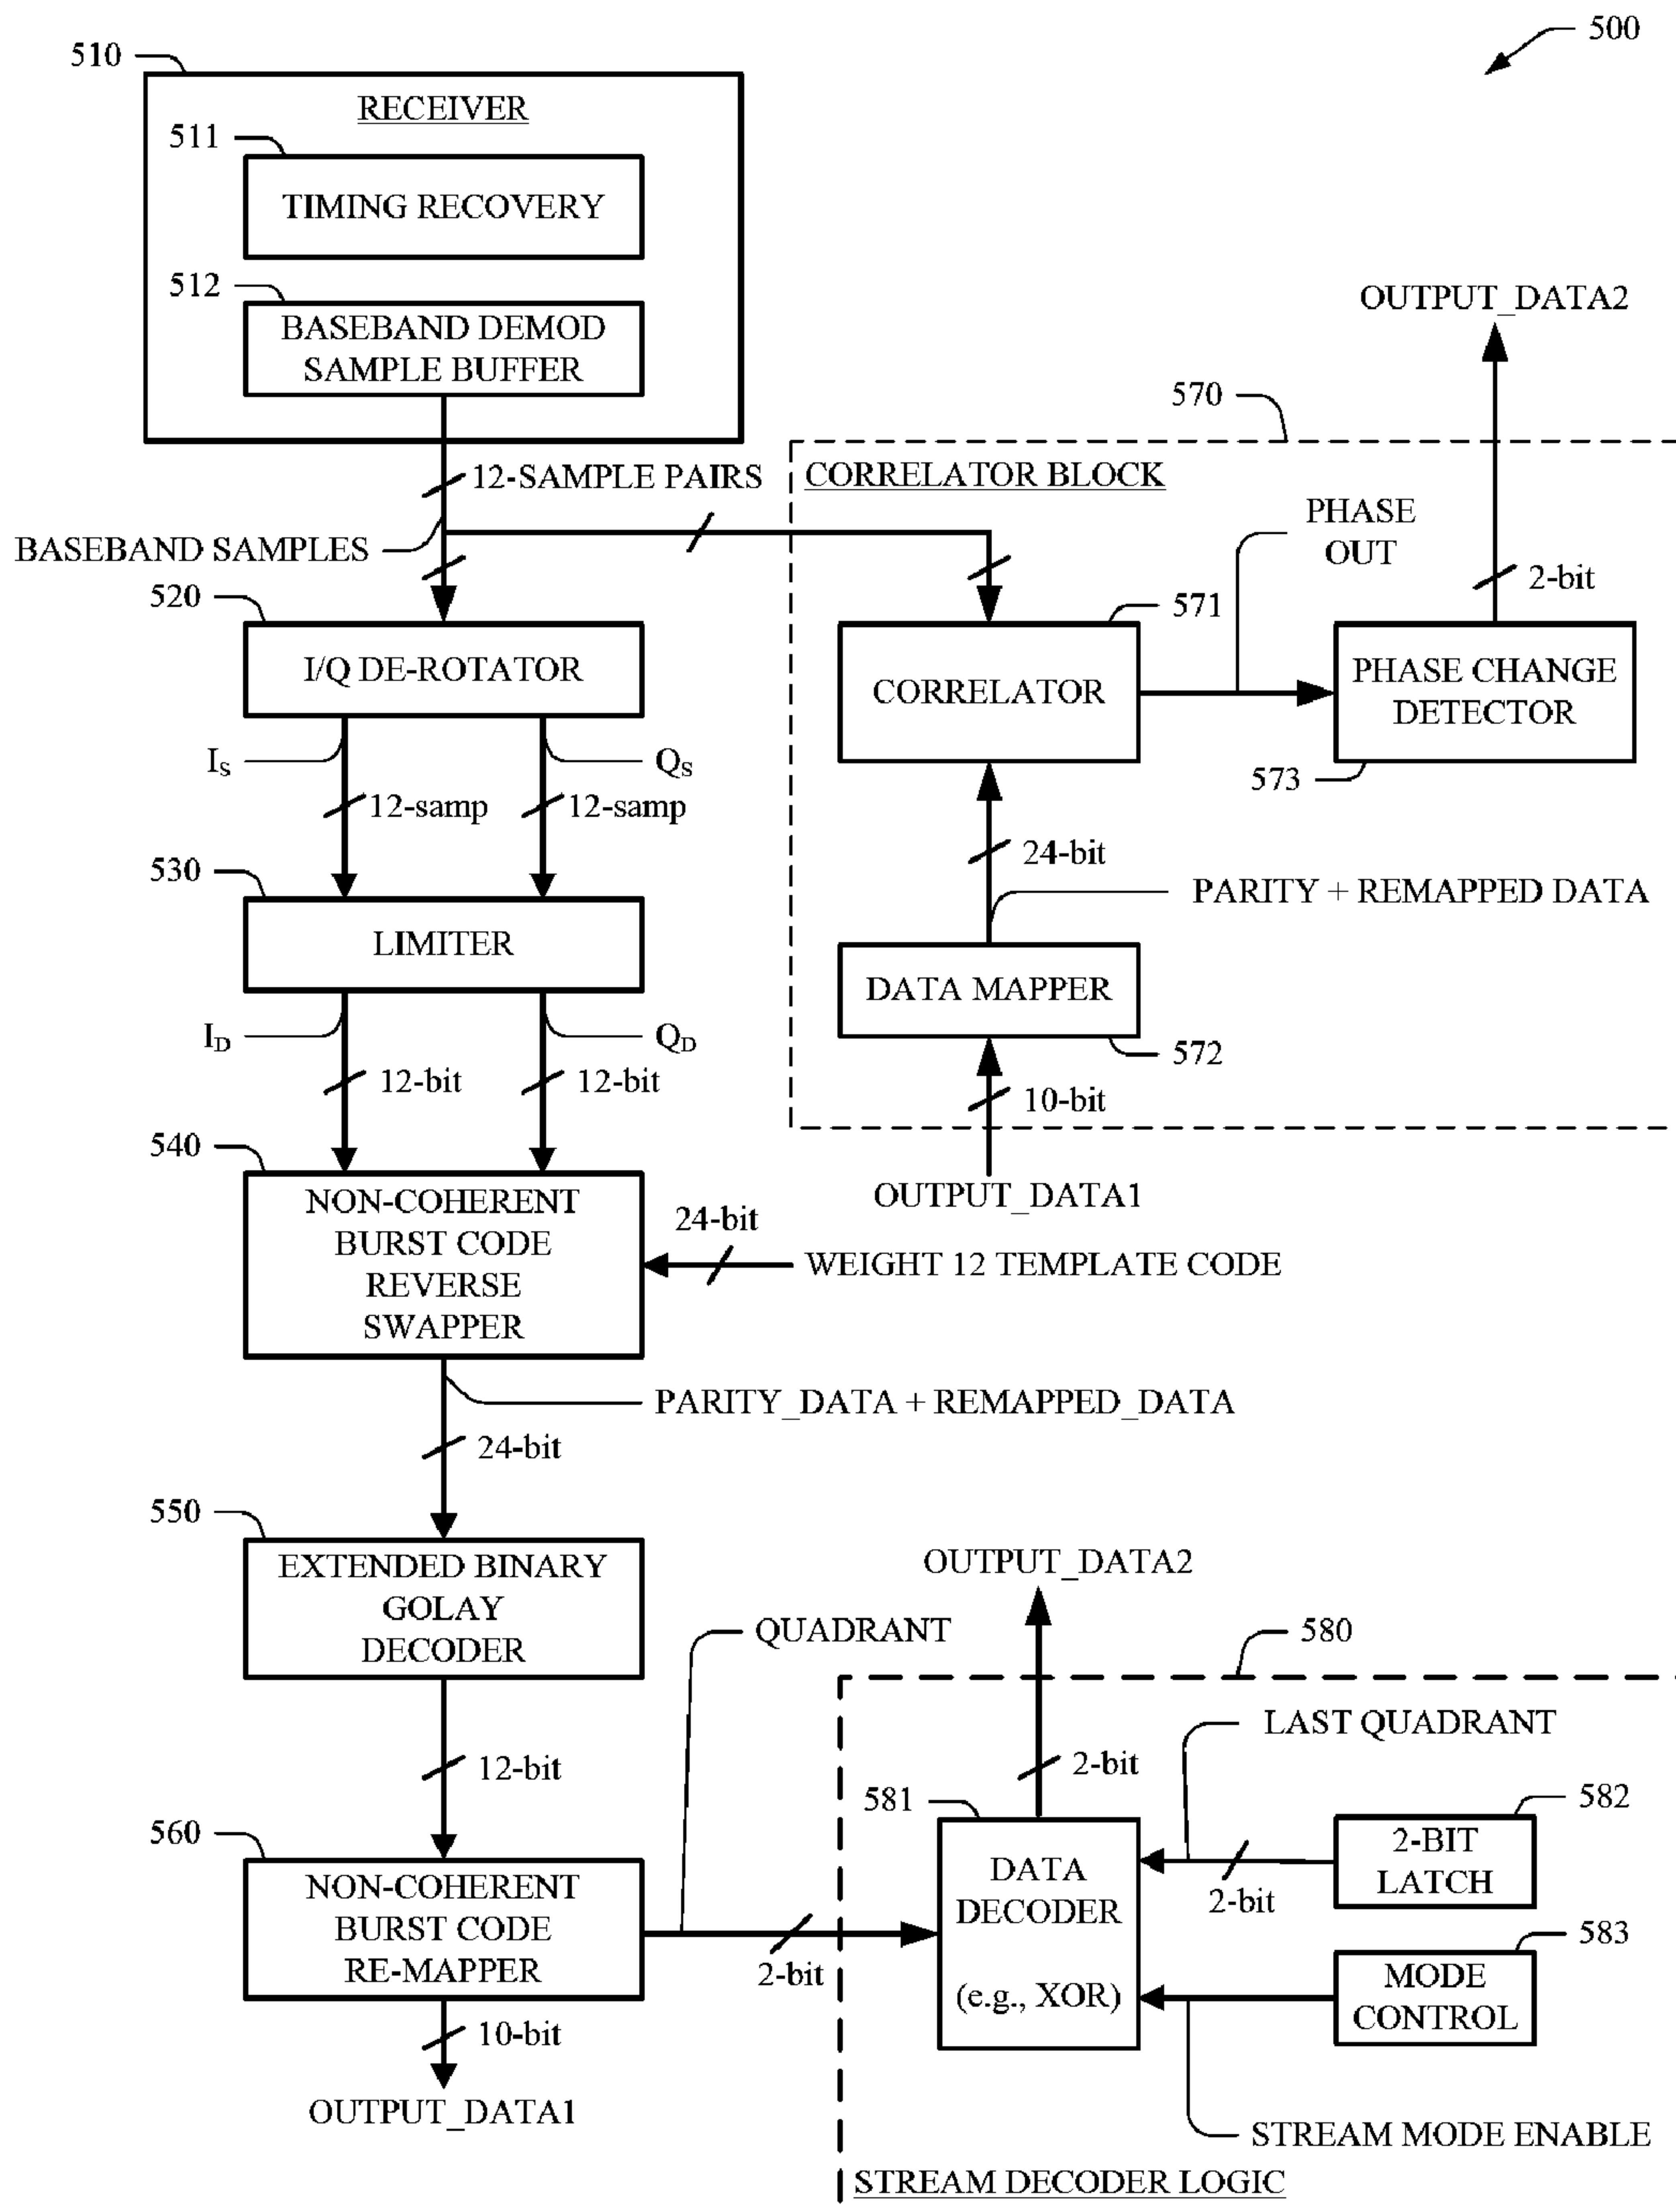 500
510
RECEIVER
511
TIMING RECOVERY
512
BASEBAND DEMOD
SAMPLE BUFFER
OUTPUT_DATA2
570
12-SAMPLE PAIRS
CORRELATOR BLOCK
BASEBAND SAMPLES
PHASE
OUT
2-bit
520
I/Q DE-ROTATOR
571
CORRELATOR
PHASE CHANGE
DETECTOR
573
IS
QS
12-samp
12-samp
24-bit
PARITY + REMAPPED DATA
530
LIMITER
DATA MAPPER
572
ID
QD
12-bit
12-bit
10-bit
OUTPUT_DATA1
540
NON-COHERENT
BURST CODE
REVERSE
SWAPPER
24-bit
WEIGHT 12 TEMPLATE CODE
PARITY_DATA + REMAPPED_DATA
24-bit
550
EXTENDED BINARY
GOLAY
DECODER
OUTPUT_DATA2
QUADRANT
580
LAST QUADRANT
12-bit
2-bit
560
NON-COHERENT
BURST CODE
RE-MAPPER
2-bit
581
DATA
DECODER
(e.g., XOR)
582
2-BIT
LATCH
2-bit
583
MODE
CONTROL
10-bit
OUTPUT_DATA1
STREAM MODE ENABLE
STREAM DECODER LOGIC